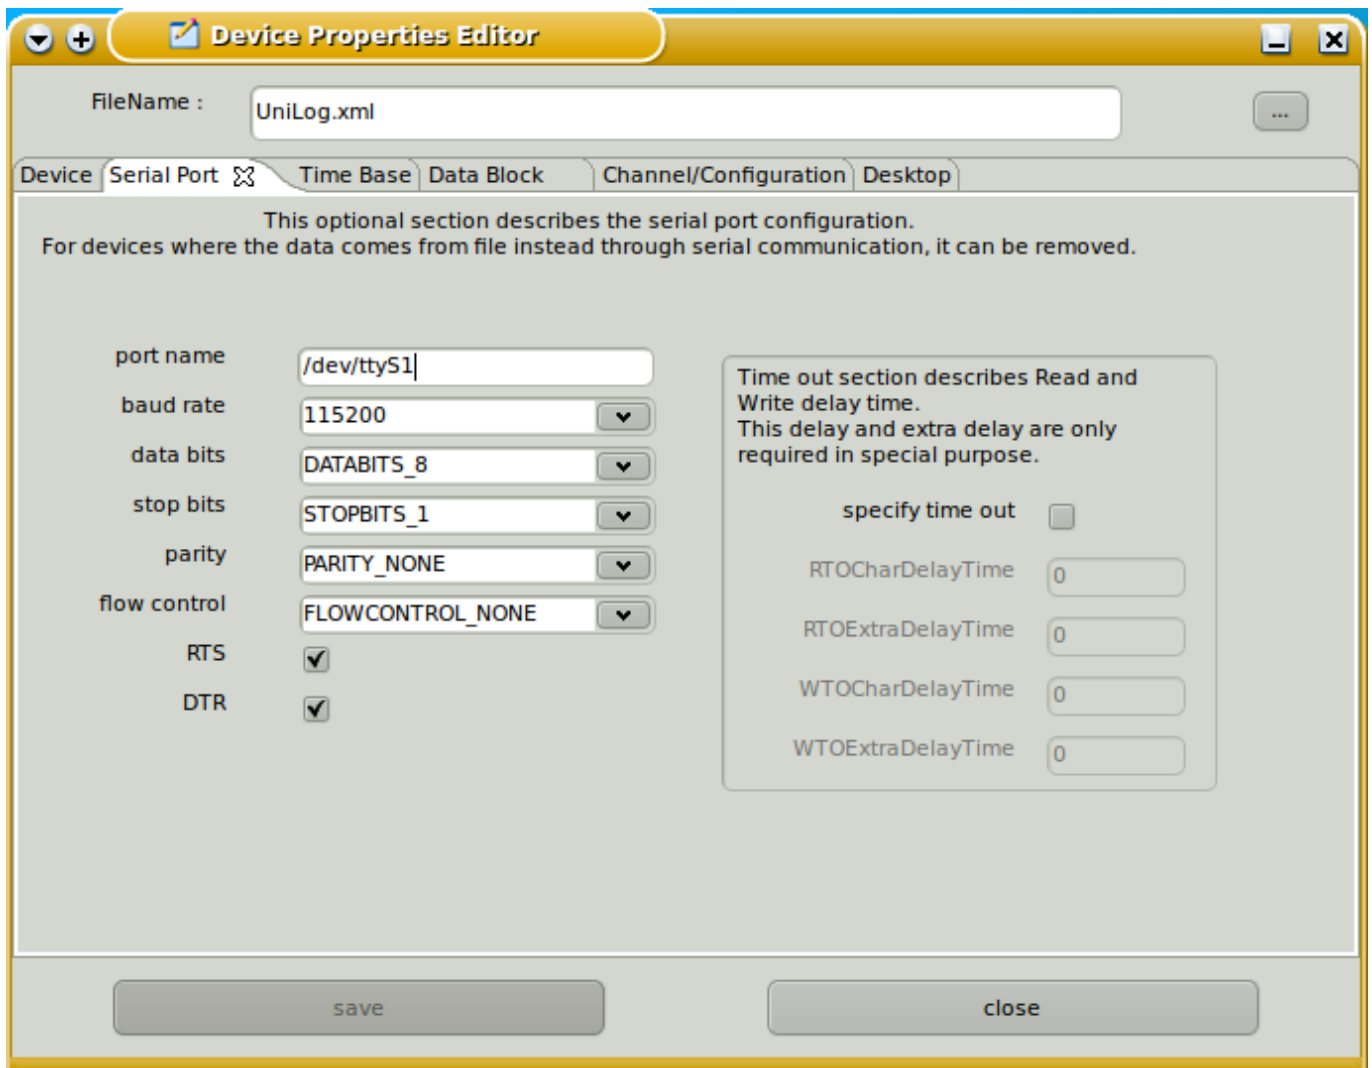 Device Properties Editor
FileName :
UniLog.xml
...
Device
Serial Port
Time Base
Data Block
Channel/Configuration
Desktop
This optional section describes the serial port configuration.
For devices where the data comes from file instead through serial communication, it can be removed.
port name
/dev/ttyS1
baud rate
115200
data bits
DATABITS_8
stop bits
STOPBITS_1
parity
PARITY_NONE
flow control
FLOWCONTROL_NONE
RTS
DTR
Time out section describes Read and
Write delay time.
This delay and extra delay are only
required in special purpose.
specify time out
RTOCharDelayTime
0
RTOExtraDelayTime
0
WTOCharDelayTime
0
WTOExtraDelayTime
0
save
close